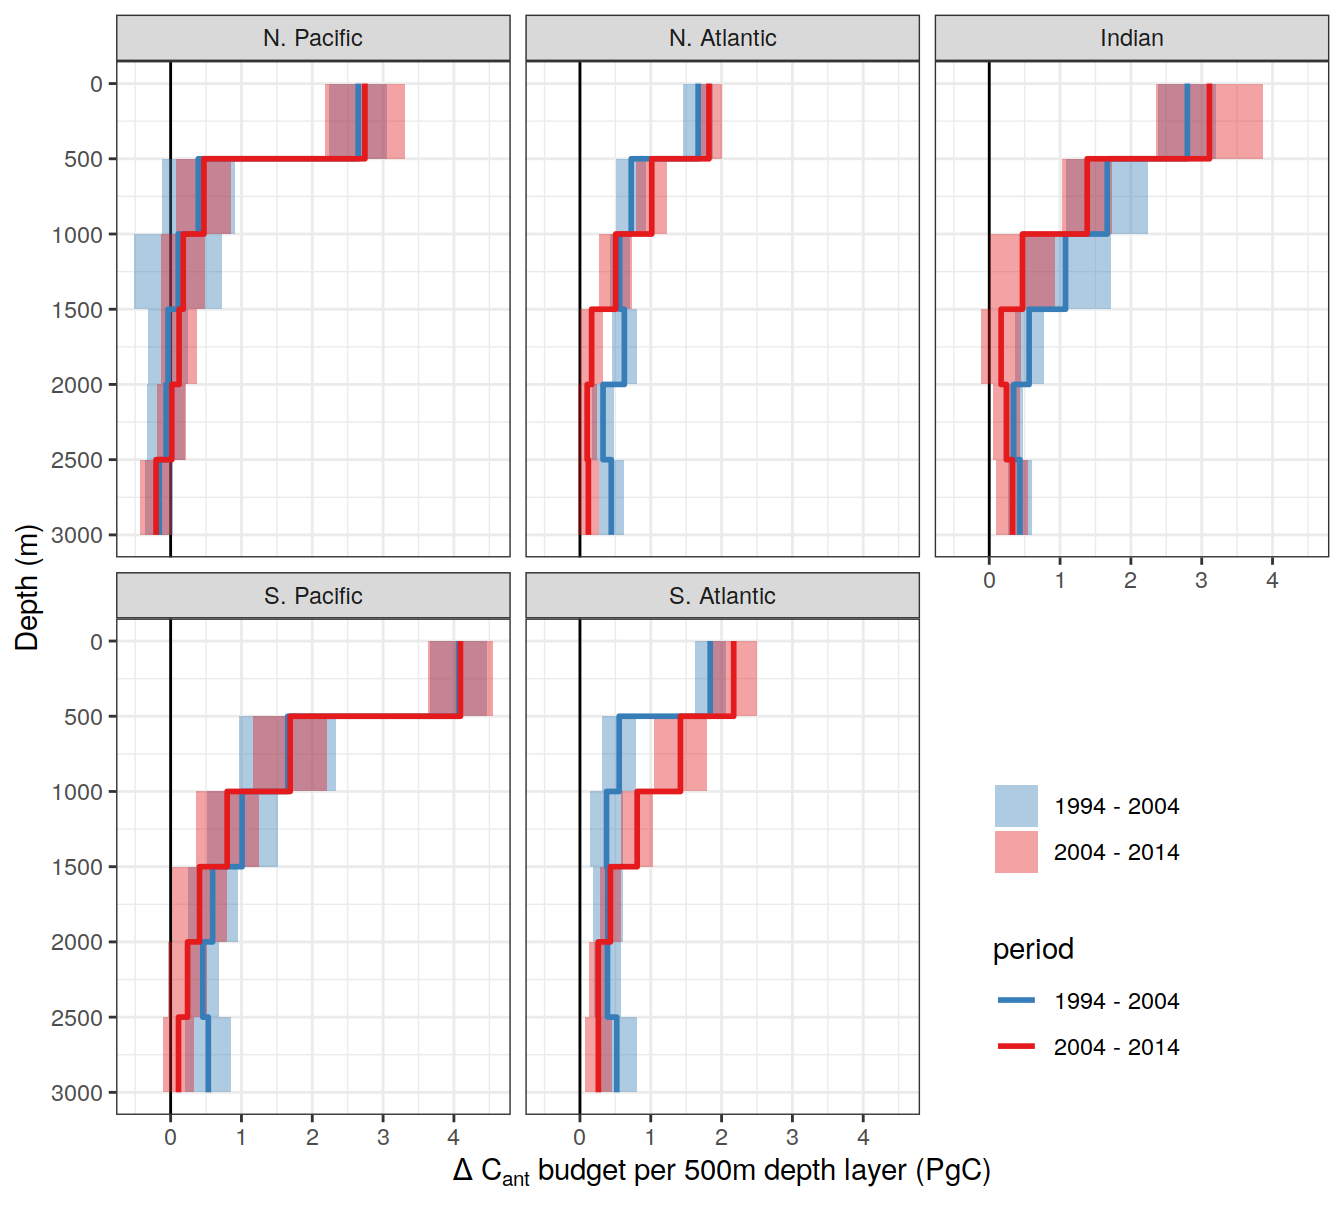 N. Pacific
N. Atlantic
Indian
0
500
1000
1500
2000
2500
3000
0 1 2 3 4
Depth (m)
S. Pacific
S. Atlantic
0
500
1000
1500
2000
2500
3000
0 1 2 3 4
0 1 2 3 4
Δ Cant budget per 500m depth layer (PgC)
1994 - 2004
2004 - 2014
period
1994 - 2004
2004 - 2014